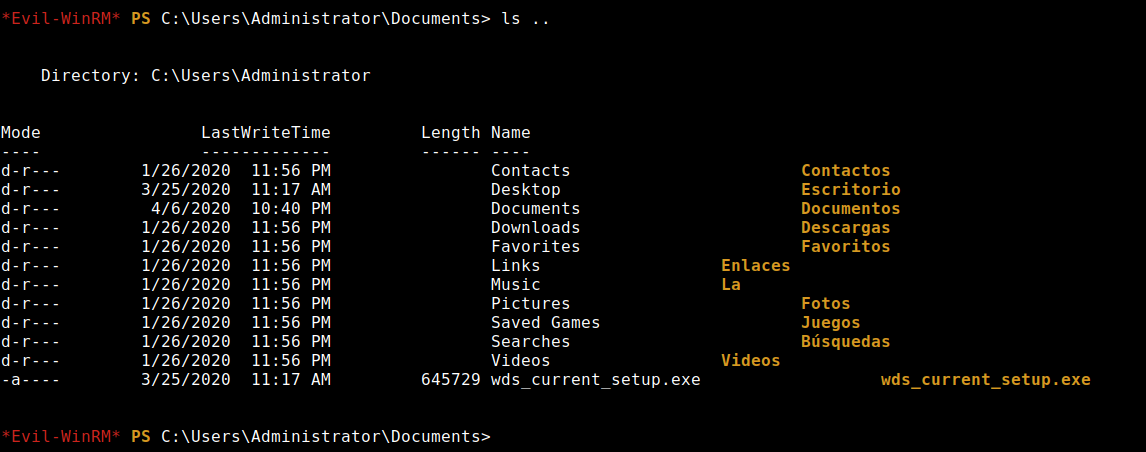 *Evil-WinRM* PS C:\Users\Administrator\Documents> ls ..
Directory: C:\Users\Administrator
Mode                LastWriteTime         Length Name
----                -------------         ------ ----
d-r---        1/26/2020  11:56 PM                Contacts                       Contactos
d-r---        3/25/2020  11:17 AM                Desktop                        Escritorio
d-r---         4/6/2020  10:40 PM                Documents                      Documentos
d-r---        1/26/2020  11:56 PM                Downloads                      Descargas
d-r---        1/26/2020  11:56 PM                Favorites                      Favoritos
d-r---        1/26/2020  11:56 PM                Links                  Enlaces
d-r---        1/26/2020  11:56 PM                Music                  La
d-r---        1/26/2020  11:56 PM                Pictures                       Fotos
d-r---        1/26/2020  11:56 PM                Saved Games                    Juegos
d-r---        1/26/2020  11:56 PM                Searches                       Búsquedas
d-r---        1/26/2020  11:56 PM                Videos                 Videos
-a----        3/25/2020  11:17 AM         645729 wds_current_setup.exe                  wds_current_setup.exe
*Evil-WinRM* PS C:\Users\Administrator\Documents>